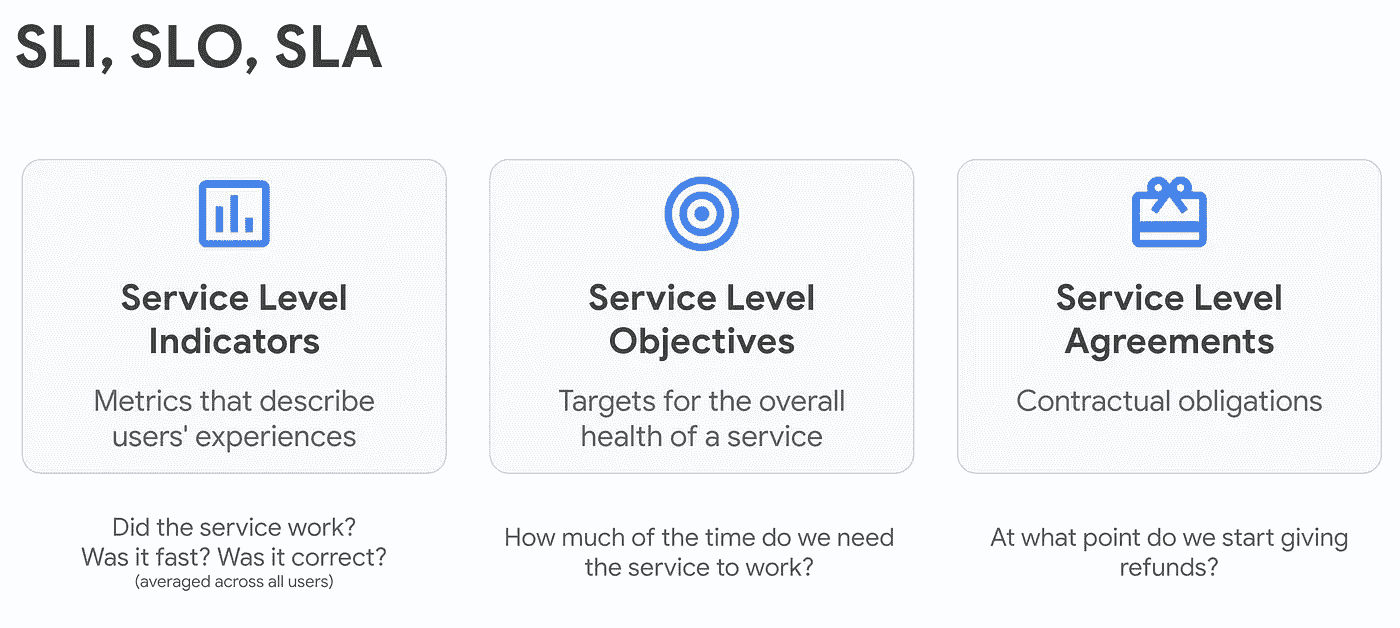 SLI, SLO, SLA
Service Level
Indicators
Metrics that describe
users' experiences
Did the service work?
Was it fast? Was it correct?
(averaged across all users)
Service Level
Objectives
Targets for the overall
health of a service
How much of the time do we need
the service to work?
Service Level
Agreements
Contractual obligations
At what point do we start giving
refunds?